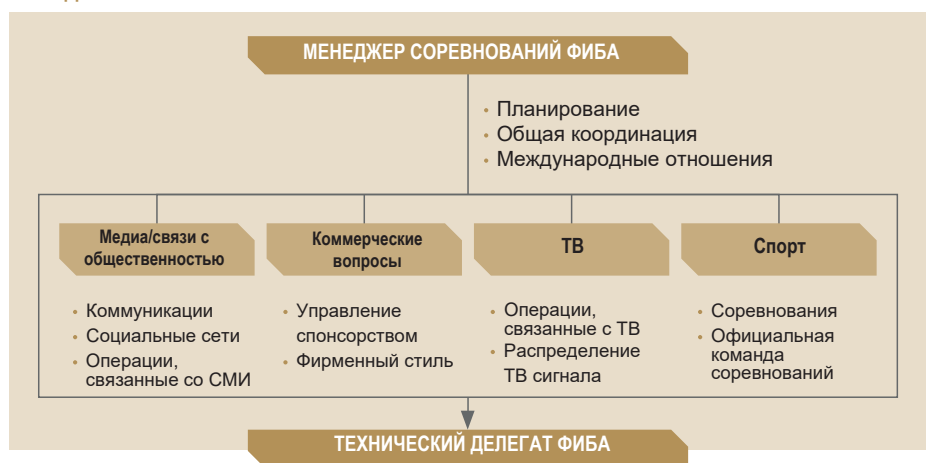 МЕНЕДЖЕР СОРЕВНОВАНИЙ ФИБА
• Планирование
• Общая координация
• Международные отношения
Медиа/связи с
общественностью
• Коммуникации
• Социальные сети
• Операции,
связанные со СМИ
Коммерческие
вопросы
• Управление
спонсорством
• Фирменный стиль
ТВ
• Операции,
связанные с ТВ
• Распределение
ТВ сигнала
Спорт
• Соревнования
• Официальная
команда
соревнований
ТЕХНИЧЕСКИЙ ДЕЛЕГАТ ФИБА